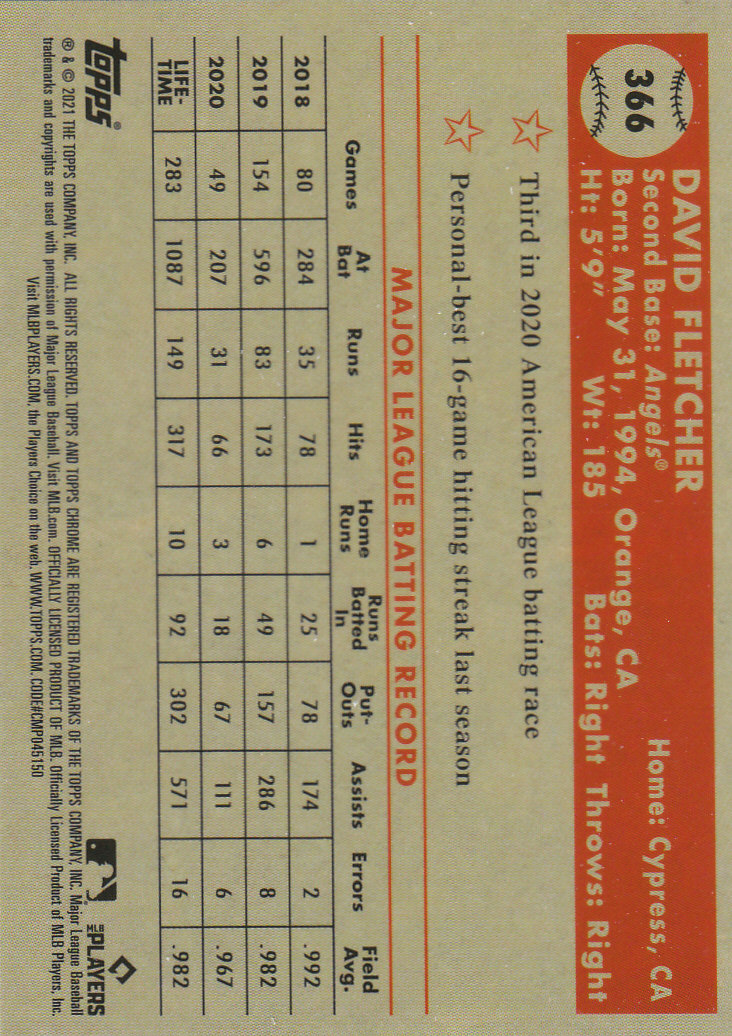 366
DAVID FLETCHER
Second Base: Angels® Home: Cypress, CA
Born: May 31, 1994, Orange, CA
Ht: 5'9" Wt: 185 Bats: Right Throws: Right
Third in 2020 American League batting race
Personal-best 16-game hitting streak last season
MAJOR LEAGUE BATTING RECORD
Games At Bat Runs Hits Home Runs Runs Batted In Put-Outs Assists Errors Field Avg.
2018 80 284 35 78 1 25 78 174 2 .992
2019 154 596 83 173 6 49 157 286 8 .982
2020 49 207 31 66 3 18 67 111 6 .967
LIFE-TIME 283 1087 149 317 10 92 302 571 16 .982
topps®
MLB PLAYERS
® & © 2021 THE TOPPS COMPANY, INC. ALL RIGHTS RESERVED. TOPPS AND TOPPS CHROME ARE REGISTERED TRADEMARKS OF THE TOPPS COMPANY, INC. Major League Baseball
trademarks and copyrights are used with permission of Major League Baseball. Visit MLB.com. OFFICIALLY LICENSED PRODUCT OF MLB. Officially Licensed Product of MLB Players, Inc.
Visit MLBPLAYERS.COM, the Players Choice on the web. WWW.TOPPS.COM. CODE#CMP045150